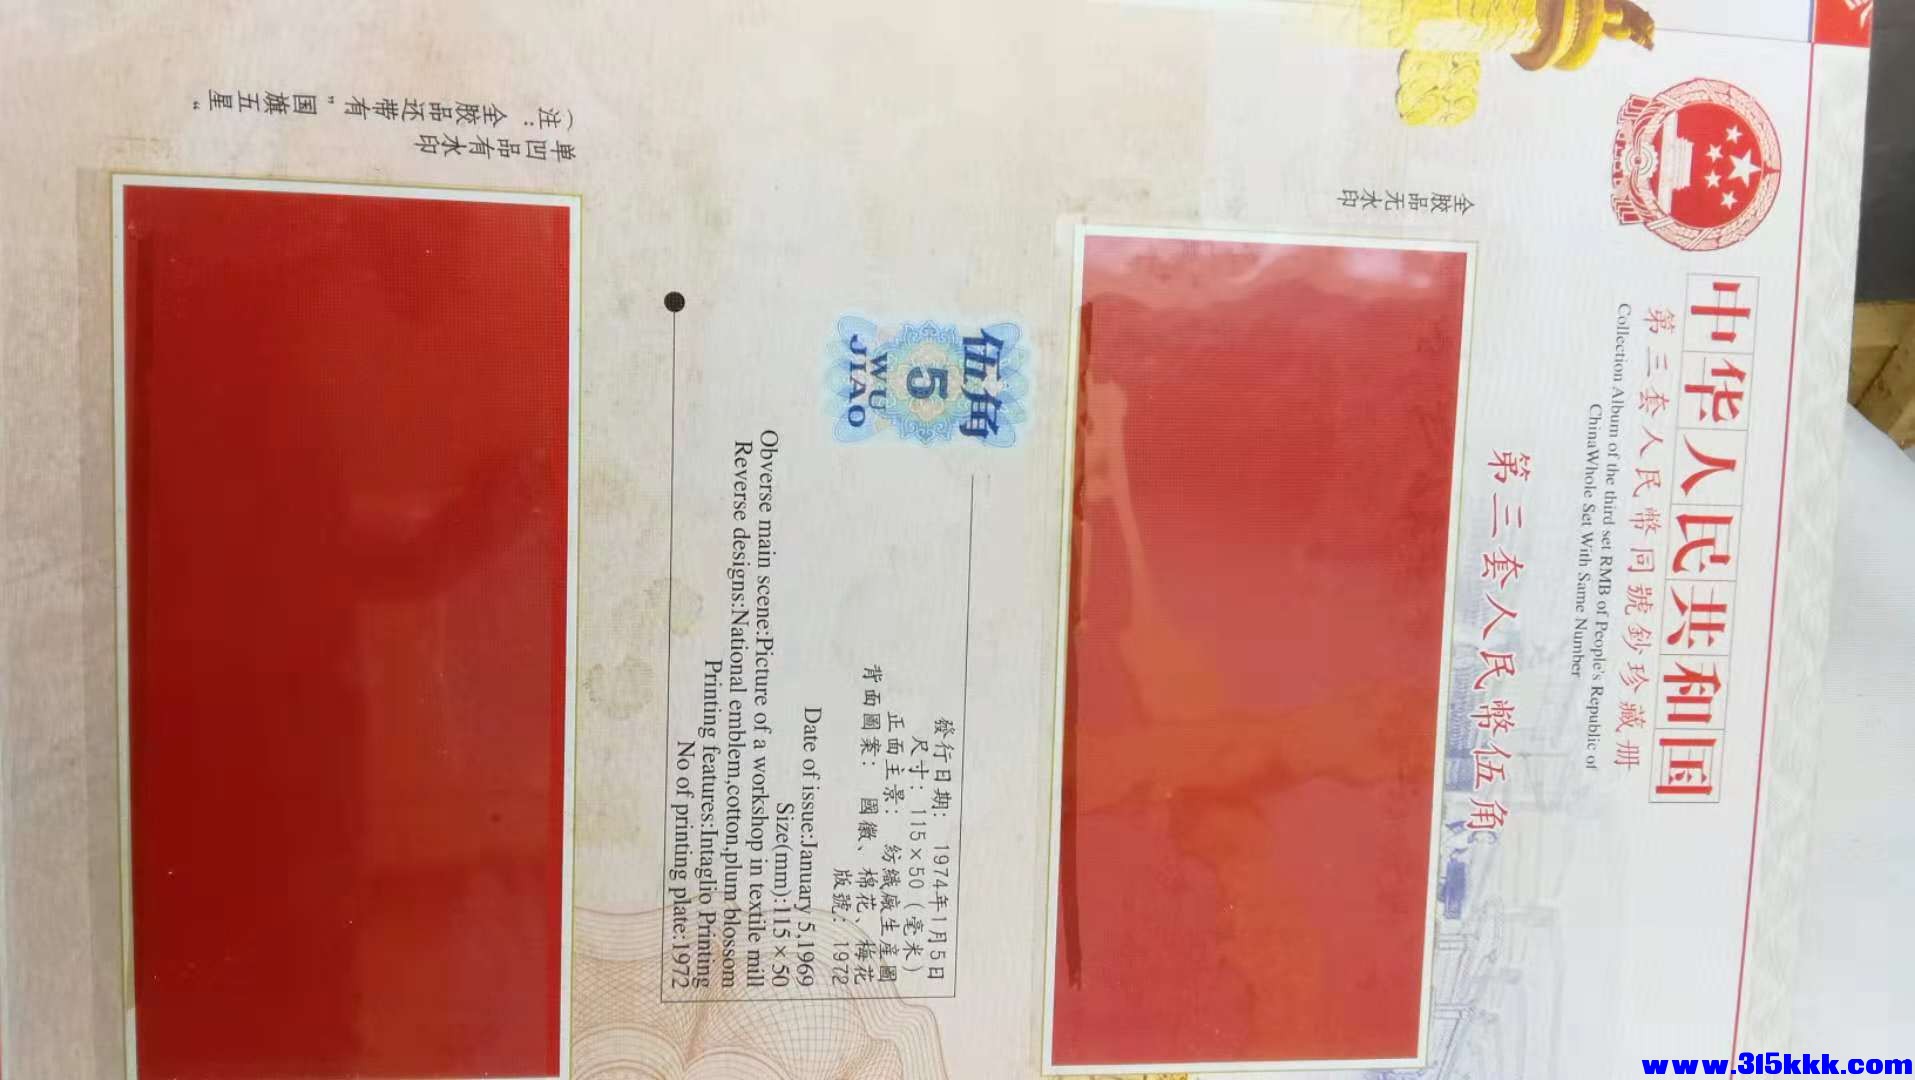 中华人民共和国
第三套人民幣同號鈔珍藏册
Collection Album of the third set RMB of People's Republic of
ChinaWhole Set With Same Number
第三套人民幣伍角
全胶品无水印
伍角
5
WU
JIAO
發行日期：1974年1月5日
尺寸：115×50（毫米）
正面主景：紡織廠生產圖
背面圖案：國徽、棉花、梅花
版號：1972
Date of issue:January 5,1969
Size(mm):115×50
Obverse main scene:Picture of a workshop in textile mill
Reverse designs:National emblem,cotton,plum blossom
Printing features:Intaglio Printing
No of printing plate:1972
单凹品有水印
（注：全胶品还带有"国旗五星"
www.315kkk.com